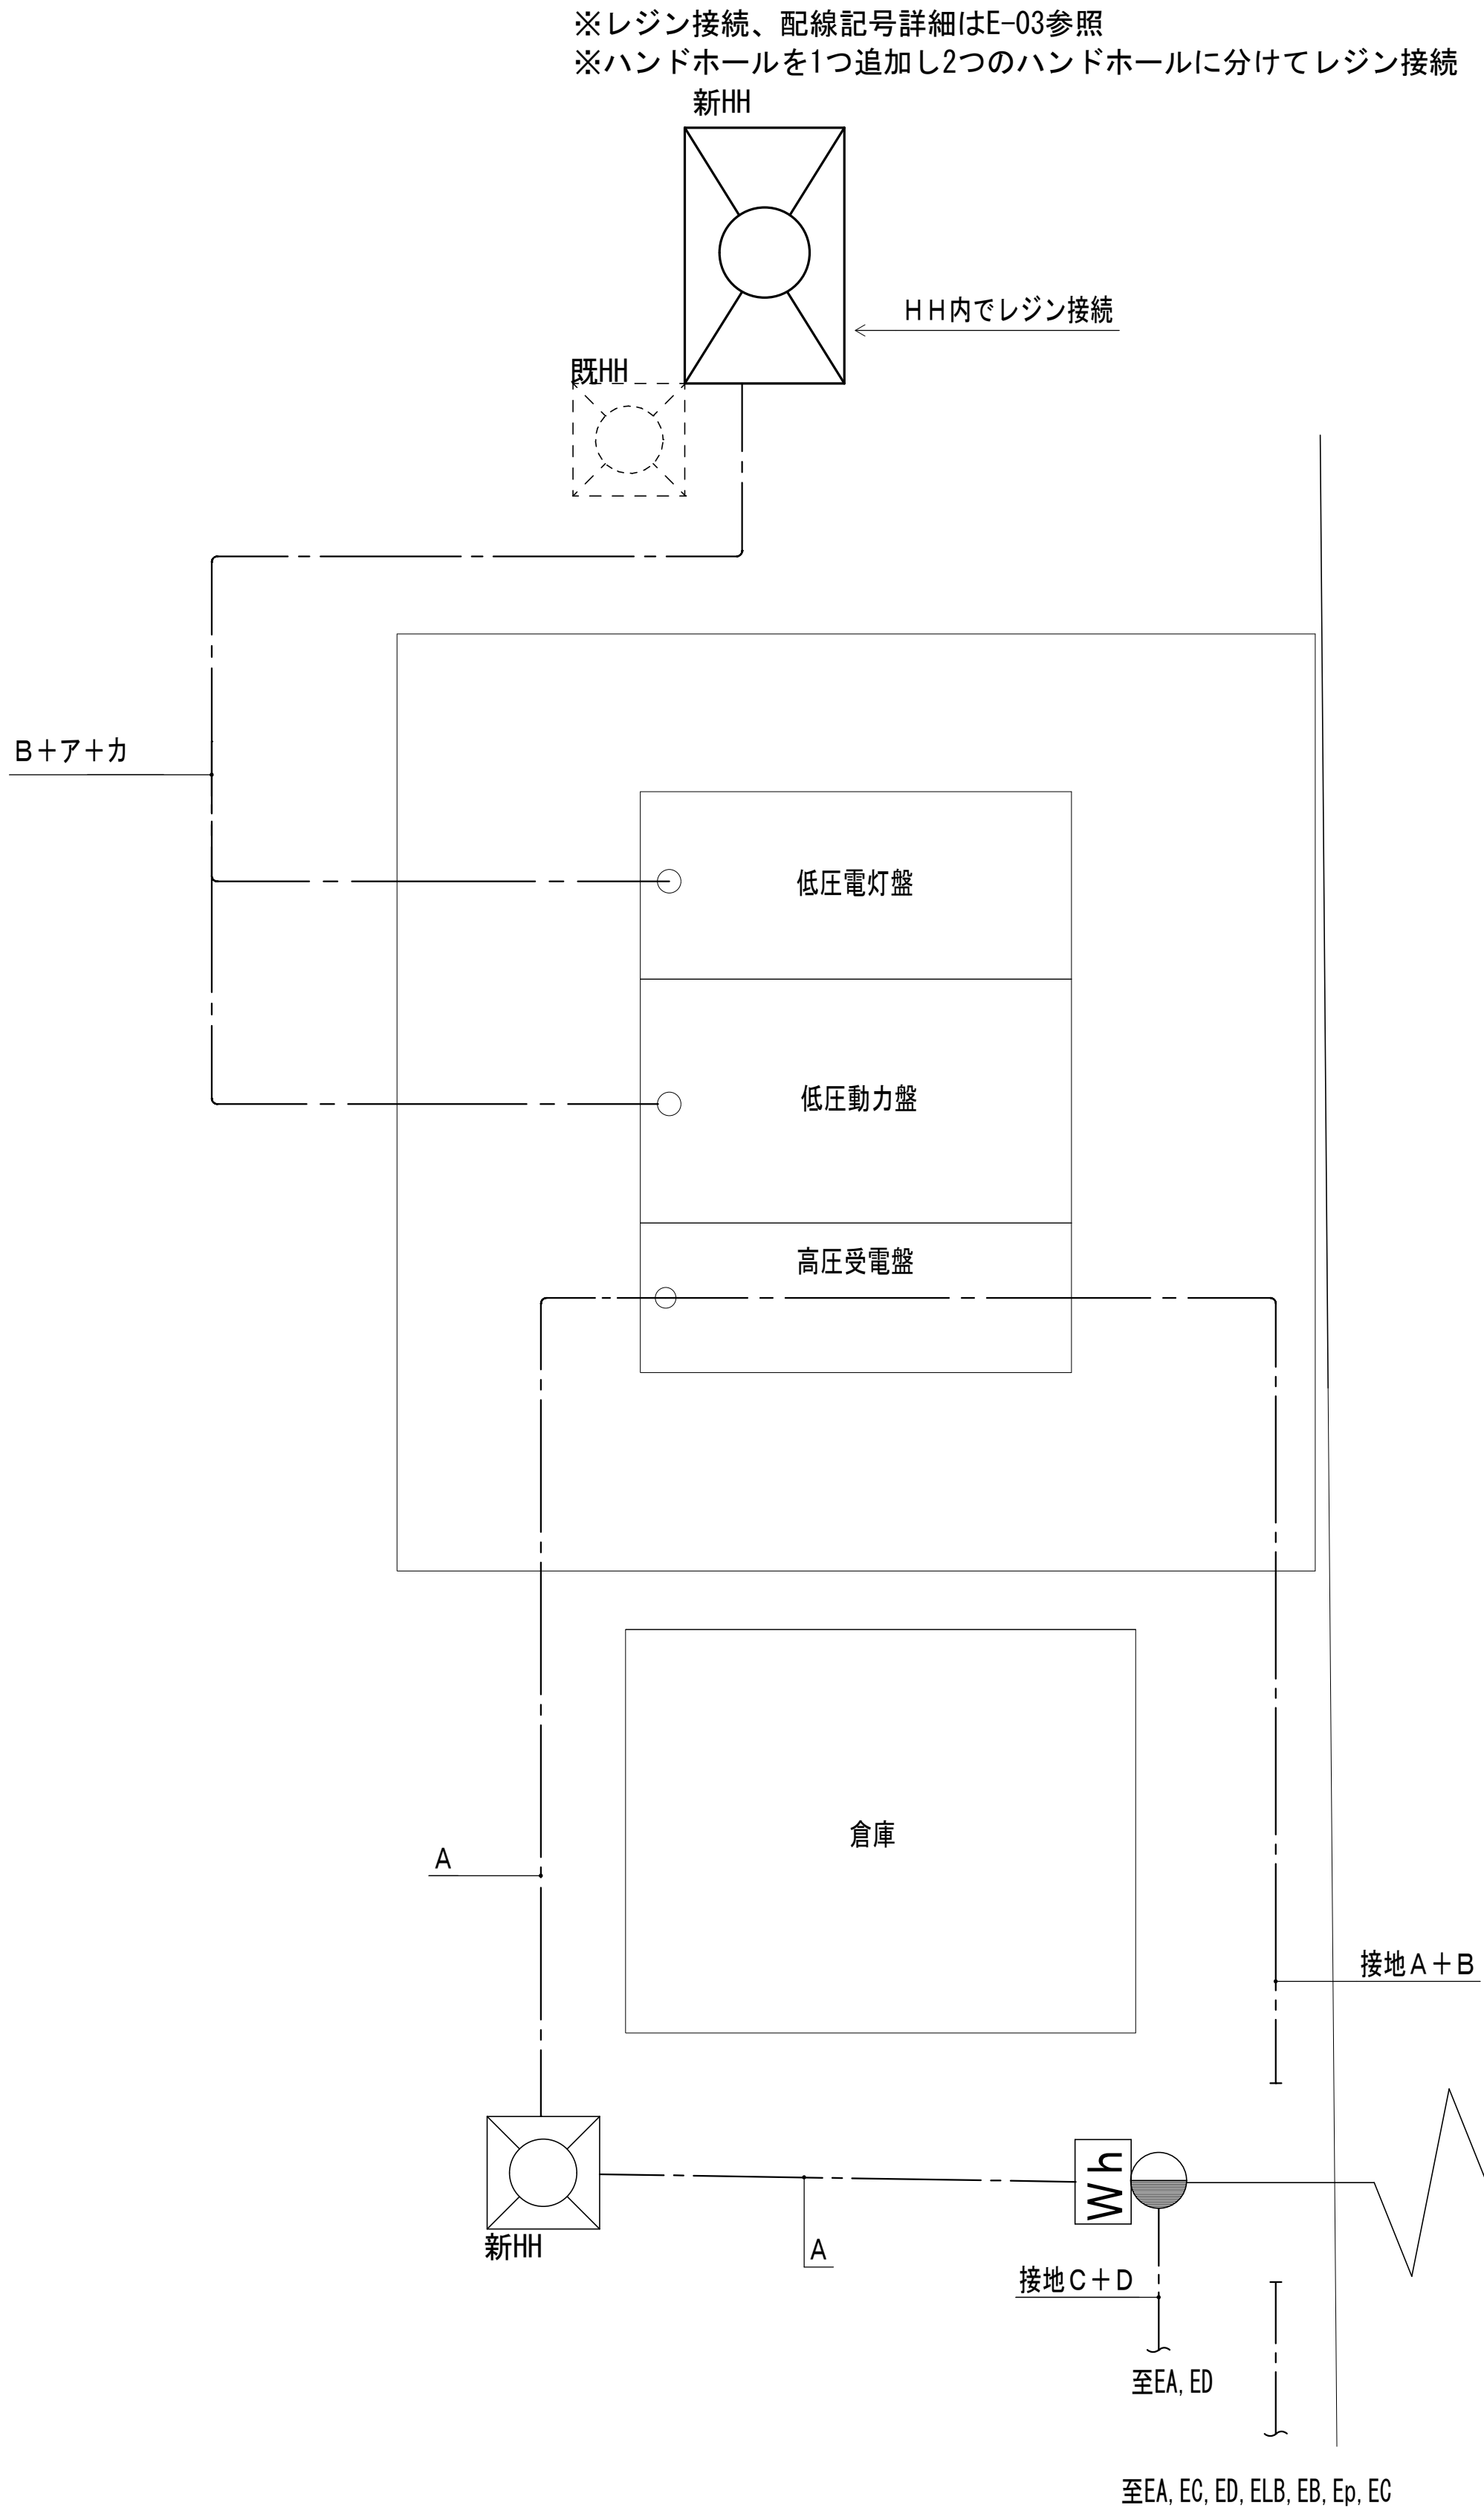 ※レジン接続、配線記号詳細はE-03参照
※ハンドホールを1つ追加し2つのハンドホールに分けてレジン接続
新HH
ＨＨ内でレジン接続
既HH
Ｂ＋ア＋カ
低圧電灯盤
低圧動力盤
高圧受電盤
倉庫
Ａ
接地Ａ＋Ｂ
Wh
新HH
Ａ
接地Ｃ＋Ｄ
至EA, ED
至EA, EC, ED, ELB, EB, Ep, EC